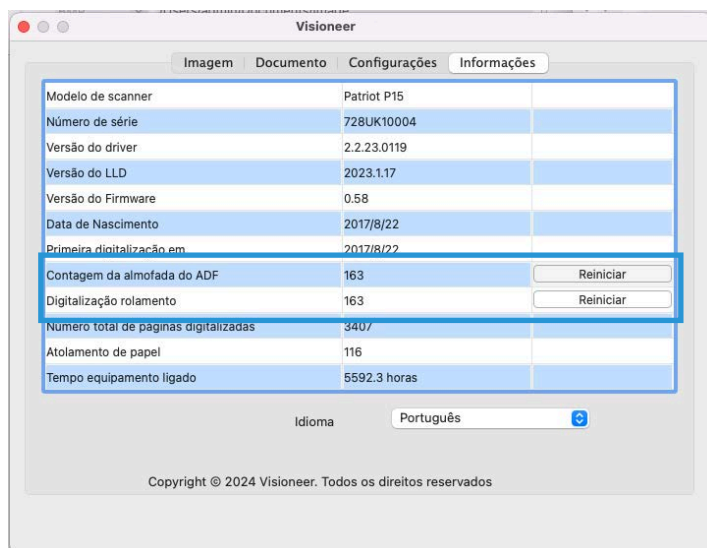 Visioneer
Imagem Documento Configurações Informações
Modelo de scanner Patriot P15
Número de série 728UK10004
Versão do driver 2.2.23.0119
Versão do LLD 2023.1.17
Versão do Firmware 0.58
Data de Nascimento 2017/8/22
Primeira digitalização em 2017/8/22
Contagem da almofada do ADF 163 Reiniciar
Digitalização rolamento 163 Reiniciar
Número total de páginas digitalizadas 3407
Atolamento de papel 116
Tempo equipamento ligado 5592.3 horas
Idioma Português
Copyright © 2024 Visioneer. Todos os direitos reservados